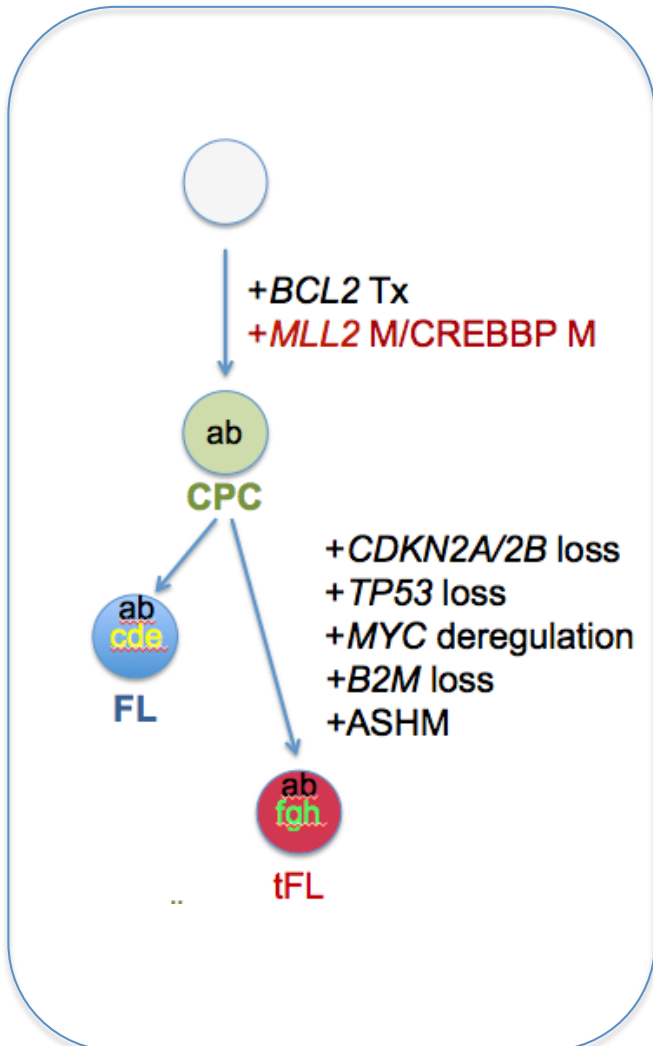 +BCL2 Tx
+MLL2 M/CREBBP M
ab
CPC
+CDKN2A/2B loss
+TP53 loss
+MYC deregulation
+B2M loss
+ASHM
ab
cde
FL
ab
fgh
tFL
..